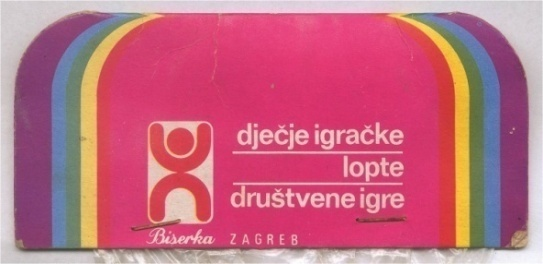 dječje igračke
lopte
društvene igre
Biserka ZAGREB